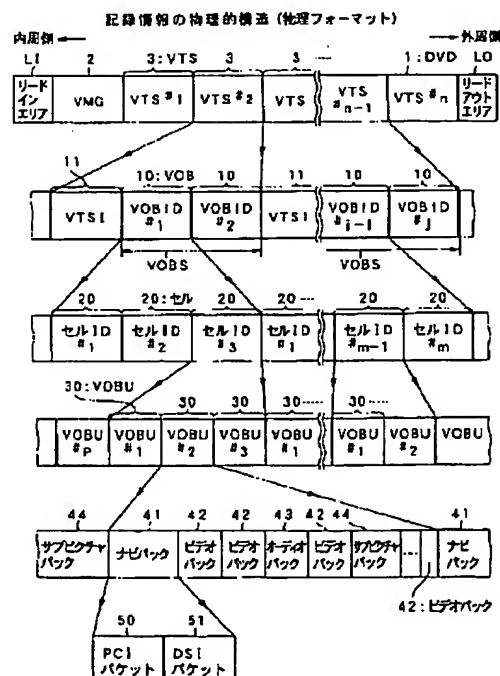 記録情報の物理的構造（物理フォーマット）
内周側
外周側
LI 2 3:VTS 3 3 ... 1:DVD LO
リードインエリア VMG VTS #1 VTS #2 VTS VTS #n-1 VTS #n リードアウトエリア
11 10:VOB 10 11 10 10
VTSI VOBID #1 VOBID #2 VTSI VOBID #j-1 VOBID #j
VOBS VOBS
20 20:セル 20 20 ... 20 20
セルID #1 セルID #2 セルID #3 セルID #1 セルID #m-1 セルID #m
30:VOBU 30 30 30 ..... 30 .....
VOBU #P VOBU #1 VOBU #2 VOBU #3 VOBU #1 VOBU #1 VOBU #2 VOBU
44 41 42 42 43 42 44 41
サブピクチャパック ナビパック ビデオパック ビデオパック オーディオパック ビデオパック サブピクチャパック .... ナビパック
42:ビデオパック
50 51
PCIパケット DSIパケット